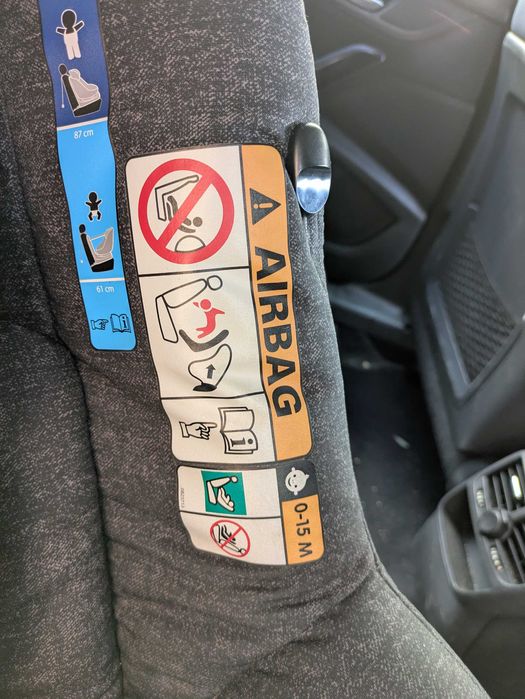 87 cm
61 cm
i
AIRBAG
i
0-15 M